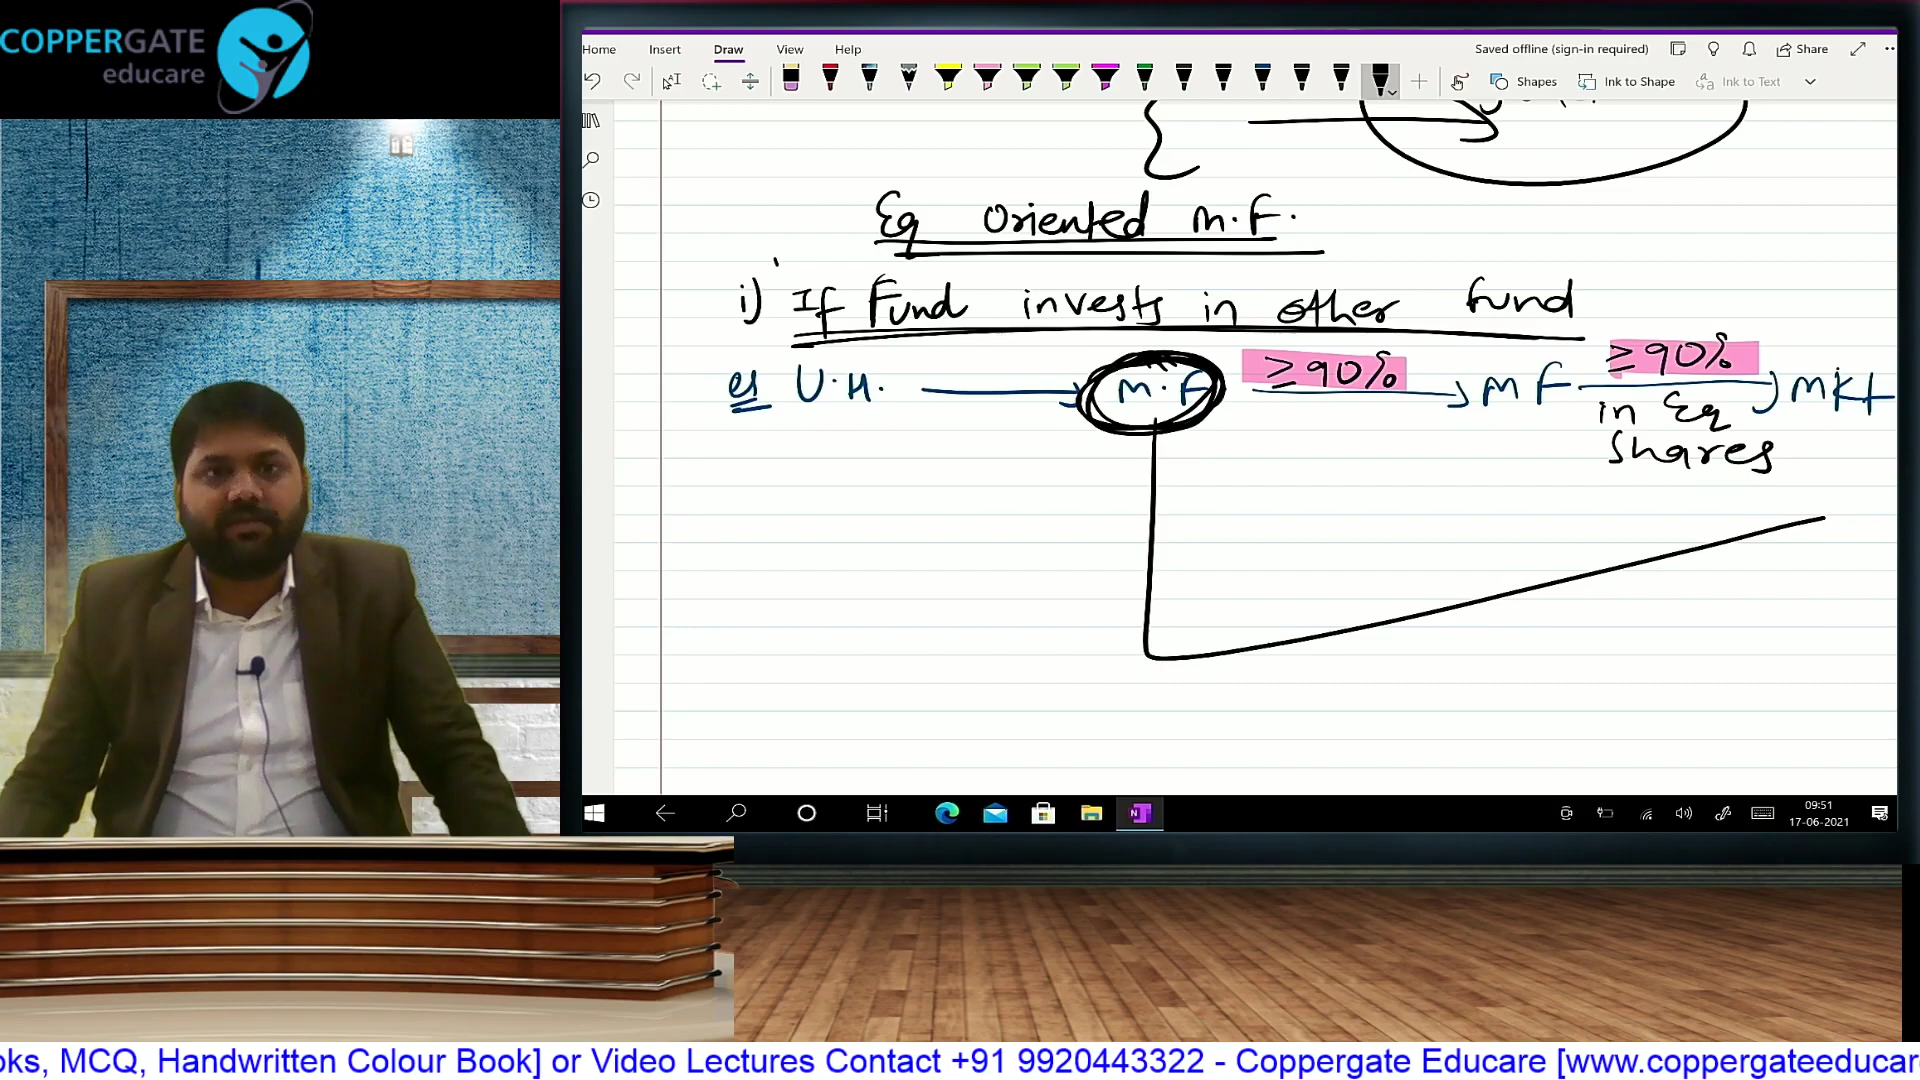 COPPERGATE
educare
Home Insert Draw View Help
Saved offline (sign-in required)
Share
Shapes
Ink to Shape
Ink to Text
Eq Oriented M.F.
i) If Fund invests in other fund
eg U.H. M.F ≥90% MF ≥90% Mkt
in Eq
Shares
09:51
17-06-2021
oks, MCQ, Handwritten Colour Book] or Video Lectures Contact +91 9920443322 - Coppergate Educare [www.coppergateeducar